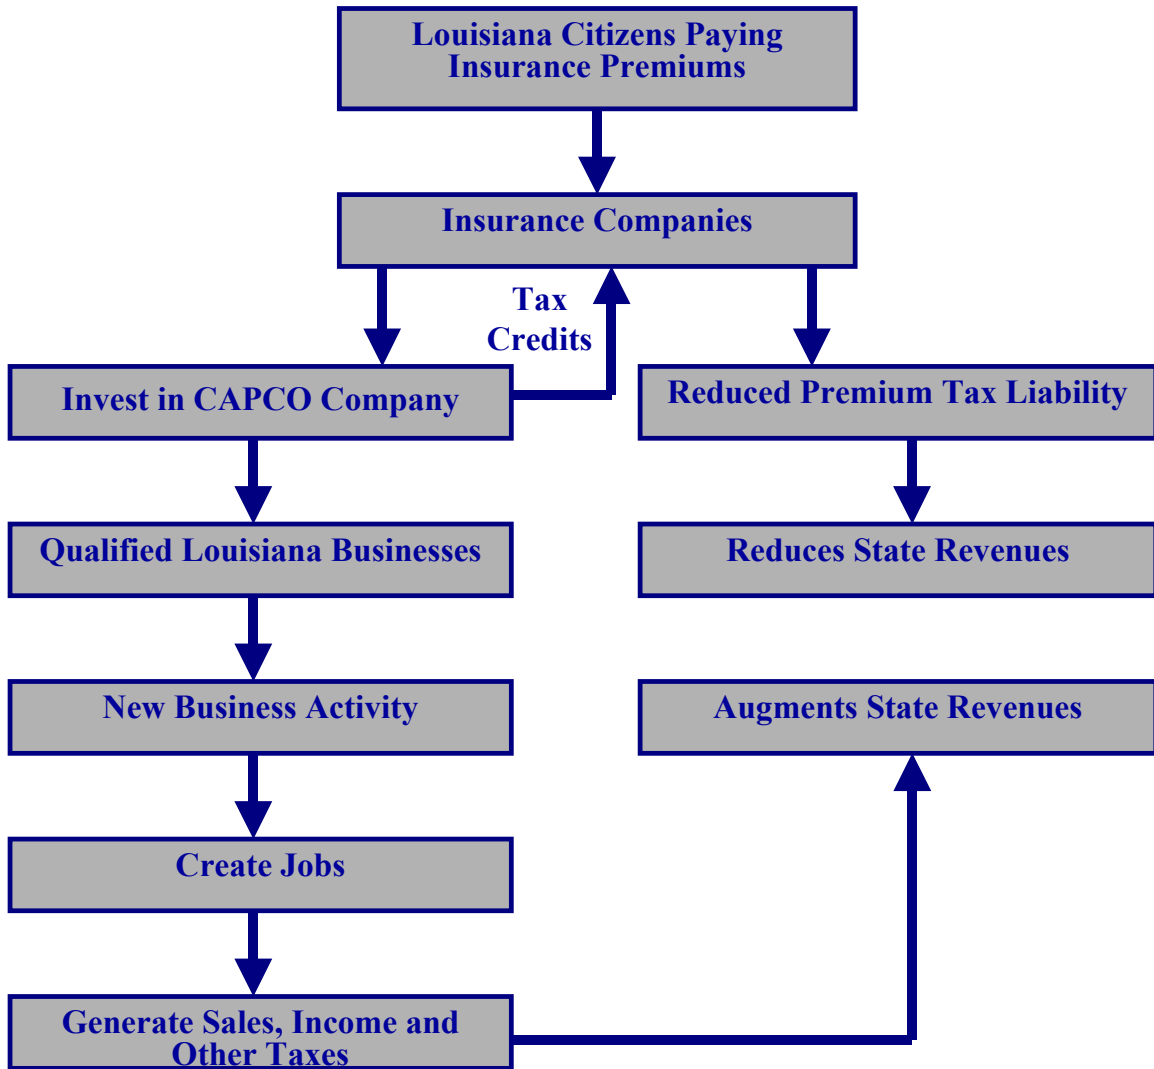 Louisiana Citizens Paying
Insurance Premiums
Insurance Companies
Tax
Credits
Invest in CAPCO Company
Reduced Premium Tax Liability
Qualified Louisiana Businesses
Reduces State Revenues
New Business Activity
Augments State Revenues
Create Jobs
Generate Sales, Income and
Other Taxes